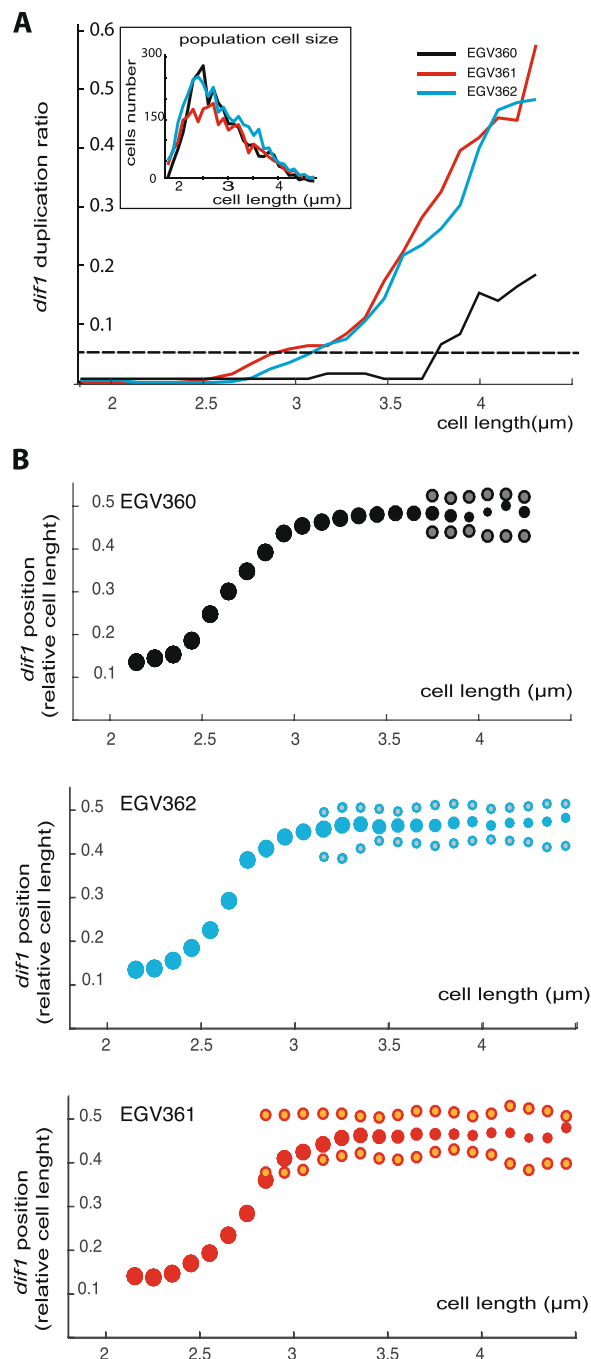 A
0.6
0.5
0.4
0.3
0.2
0.1
dif1 duplication ratio
population cell size
300
150
0
cells number
2
3
4
cell length (μm)
EGV360
EGV361
EGV362
2
2.5
3
3.5
4
cell length(μm)
B
EGV360
0.5
0.4
0.3
0.2
0.1
dif1 position
(relative cell lenght)
cell length (μm)
2
2.5
3
3.5
4
EGV362
0.5
0.4
0.3
0.2
0.1
dif1 position
(relative cell lenght)
cell length (μm)
2
2.5
3
3.5
4
EGV361
0.5
0.4
0.3
0.2
0.1
dif1 position
(relative cell lenght)
cell length (μm)
2
2.5
3
3.5
4